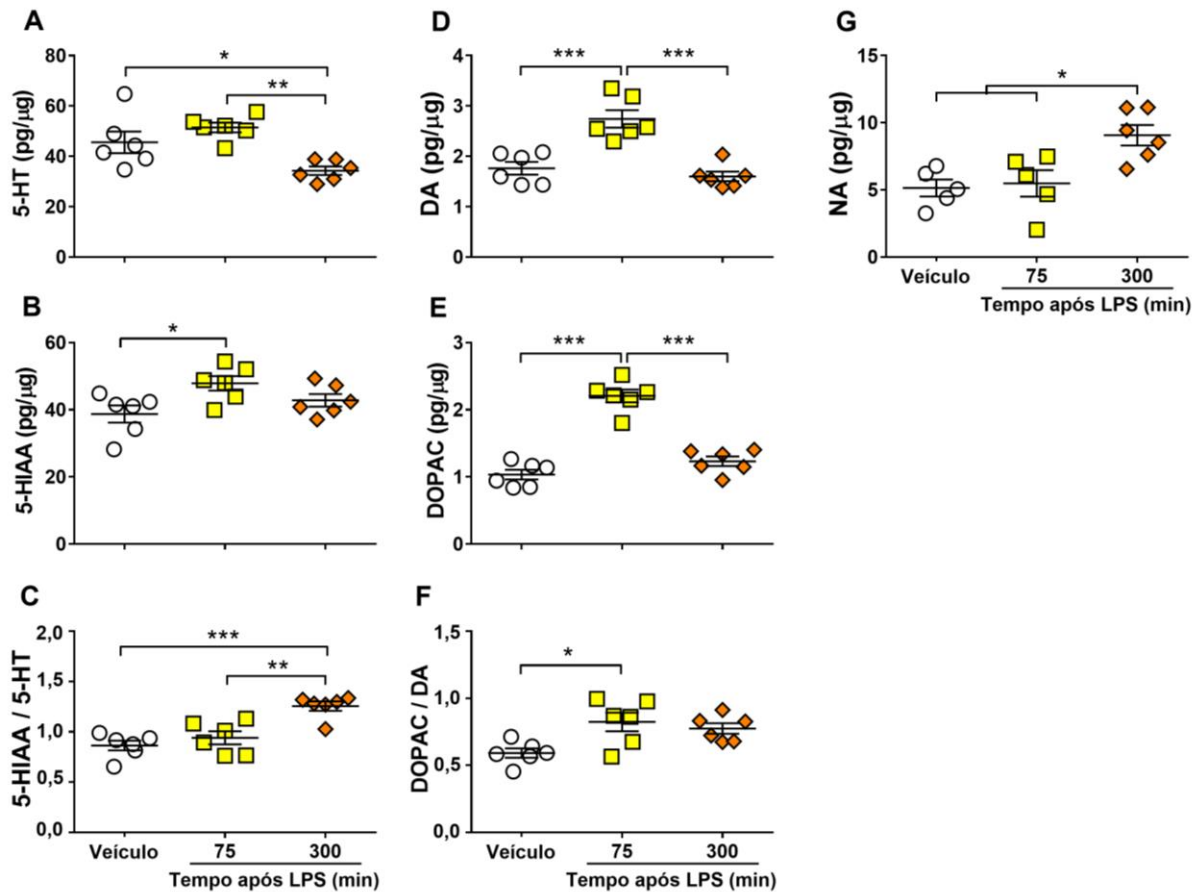 A
5-HT (pg/µg)
80
60
40
20
0
*
**
B
5-HIAA (pg/µg)
60
40
20
0
*
C
5-HIAA / 5-HT
2,0
1,5
1,0
0,5
0,0
***
**
Veículo 75 300
Tempo após LPS (min)
D
DA (pg/µg)
4
3
2
1
0
*** ***
E
DOPAC (pg/µg)
3
2
1
0
*** ***
F
DOPAC / DA
1,5
1,0
0,5
0,0
*
Veículo 75 300
Tempo após LPS (min)
G
NA (pg/µg)
15
10
5
0
*
Veículo 75 300
Tempo após LPS (min)